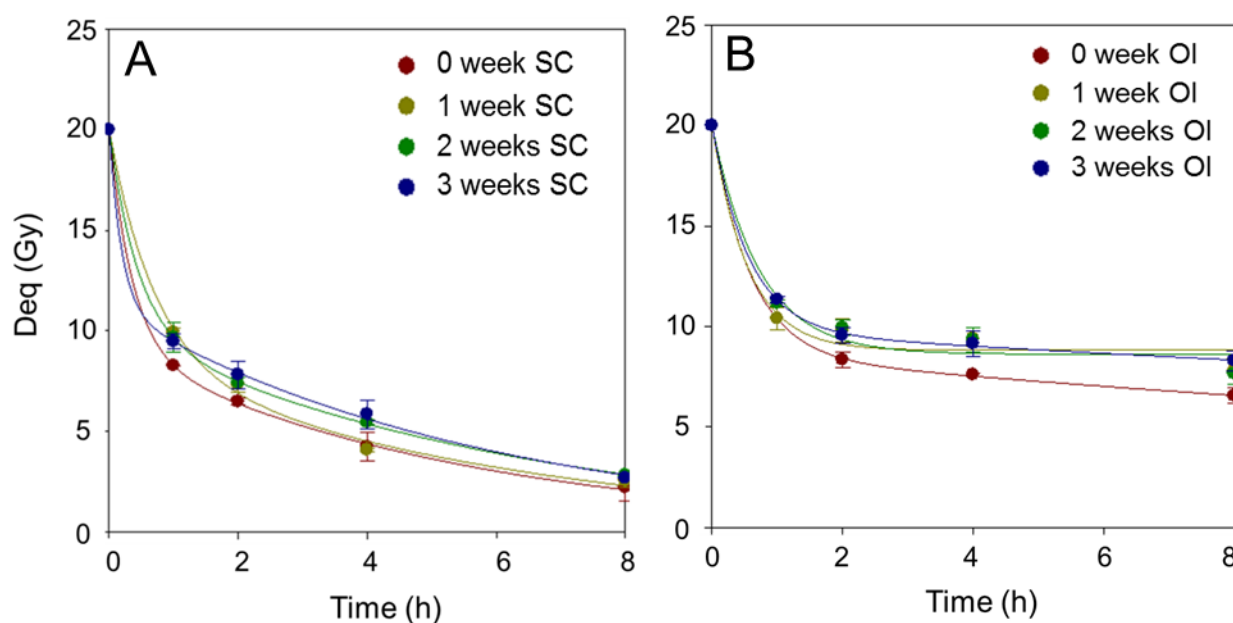 A
0 week SC
1 week SC
2 weeks SC
3 weeks SC
25
20
15
10
5
0
Deq (Gy)
0 2 4 6 8
Time (h)
B
0 week OI
1 week OI
2 weeks OI
3 weeks OI
25
20
15
10
5
0
0 2 4 6 8
Time (h)